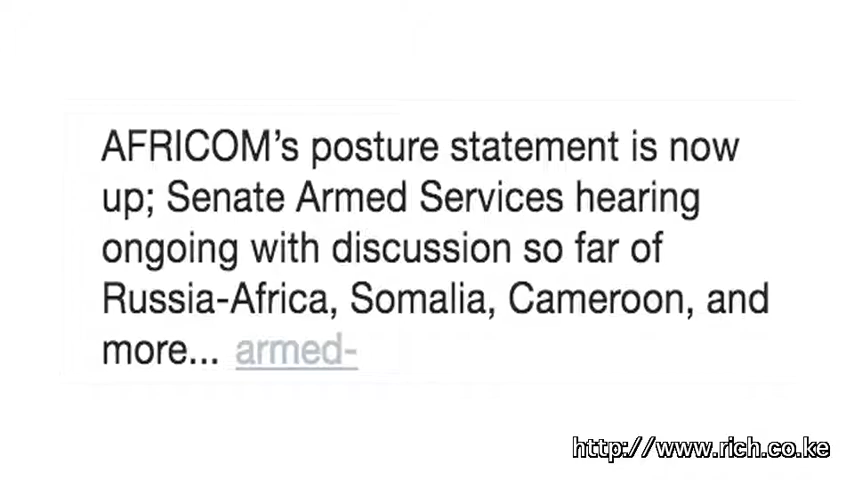 AFRICOM's posture statement is now
up; Senate Armed Services hearing
ongoing with discussion so far of
Russia-Africa, Somalia, Cameroon, and
more... armed-
http://www.rich.co.ke